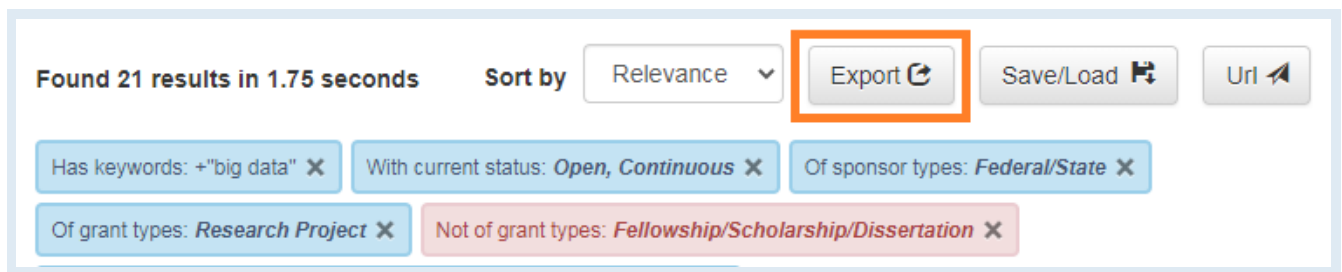 Found 21 results in 1.75 seconds Sort by Relevance Export Save/Load Url
Has keywords: +"big data" With current status: Open, Continuous Of sponsor types: Federal/State
Of grant types: Research Project Not of grant types: Fellowship/Scholarship/Dissertation